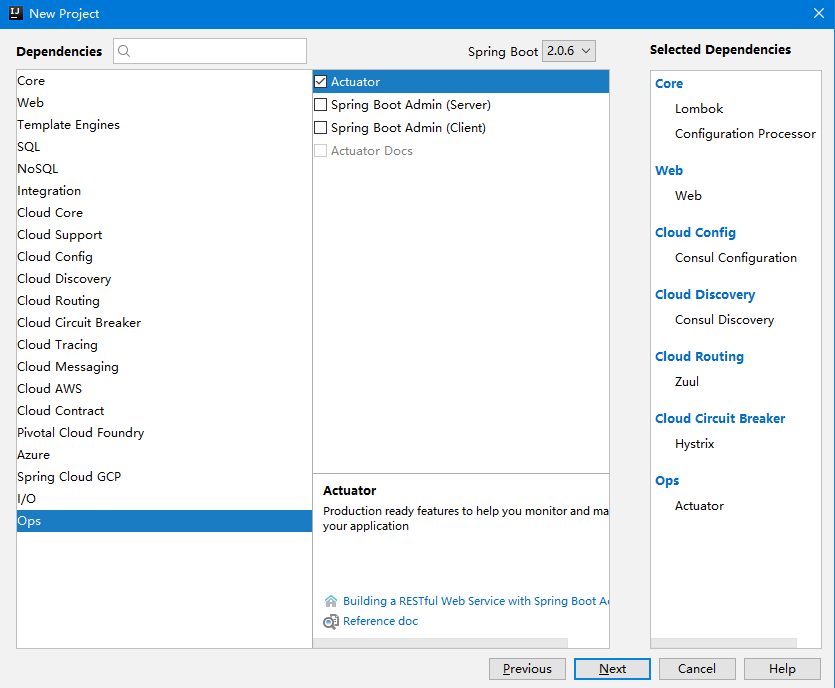 New Project
Dependencies
Spring Boot 2.0.6
Selected Dependencies
Core
Web
Template Engines
SQL
NoSQL
Integration
Cloud Core
Cloud Support
Cloud Config
Cloud Discovery
Cloud Routing
Cloud Circuit Breaker
Cloud Tracing
Cloud Messaging
Cloud AWS
Cloud Contract
Pivotal Cloud Foundry
Azure
Spring Cloud GCP
I/O
Ops
Actuator
Spring Boot Admin (Server)
Spring Boot Admin (Client)
Actuator Docs
Actuator
Production ready features to help you monitor and ma
your application
Building a RESTful Web Service with Spring Boot Ac
Reference doc
Core
Lombok
Configuration Processor
Web
Web
Cloud Config
Consul Configuration
Cloud Discovery
Consul Discovery
Cloud Routing
Zuul
Cloud Circuit Breaker
Hystrix
Ops
Actuator
Previous
Next
Cancel
Help